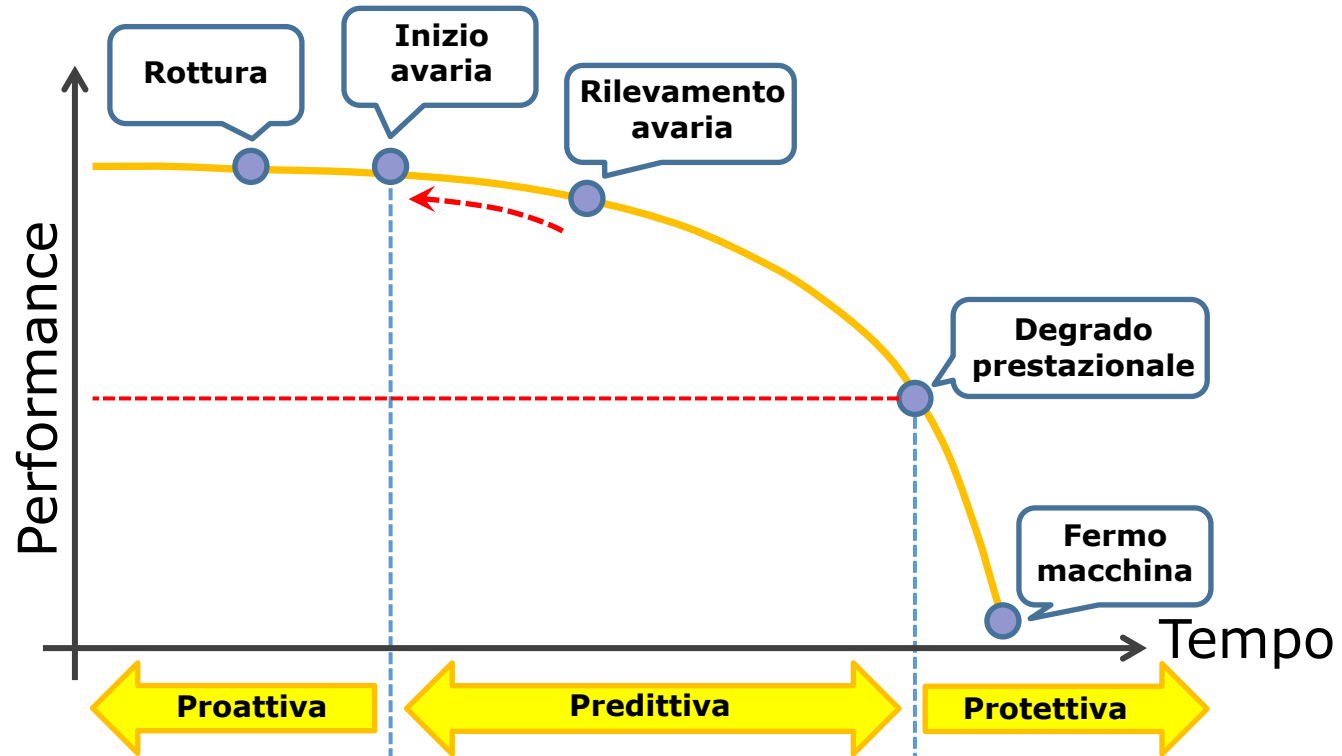 Rottura
Inizio
avaria
Rilevamento
avaria
Performance
Degrado
prestazionale
Fermo
macchina
Tempo
Proattiva
Predittiva
Protettiva